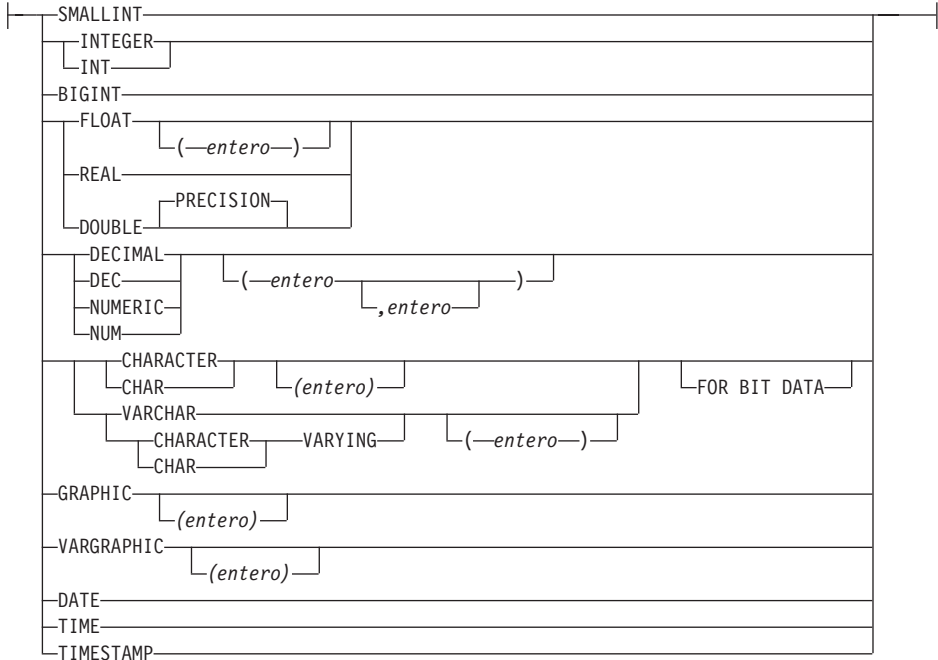 SMALLINT
INTEGER
INT
BIGINT
FLOAT
( entero )
REAL
PRECISION
DOUBLE
DECIMAL
DEC ( entero )
NUMERIC ,entero
NUM
CHARACTER
CHAR (entero) FOR BIT DATA
VARCHAR
CHARACTER VARYING ( entero )
CHAR
GRAPHIC
(entero)
VARGRAPHIC
(entero)
DATE
TIME
TIMESTAMP